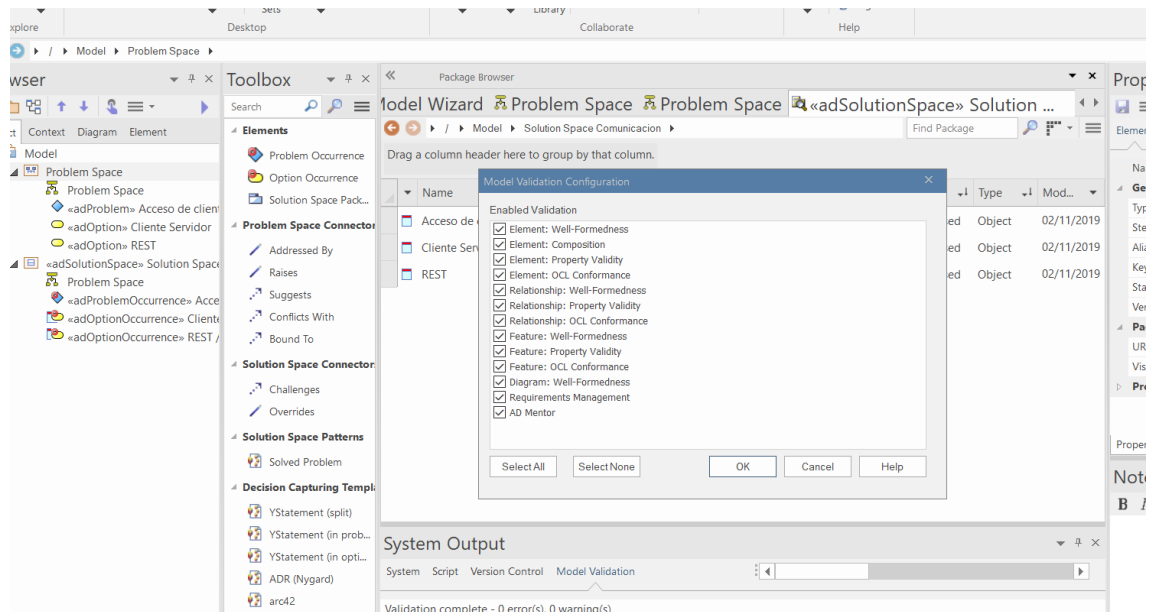 Sets
Library
xplore
Desktop
Collaborate
Help
/ Model Problem Space
wser
Context Diagram Element
Model
Problem Space
Problem Space
«adProblem» Acceso de client
«adOption» Cliente Servidor
«adOption» REST
«adSolutionSpace» Solution Space
Problem Space
«adProblemOccurrence» Acce
«adOptionOccurrence» Cliente
«adOptionOccurrence» REST /
Toolbox
Search
Elements
Problem Occurrence
Option Occurrence
Solution Space Pack...
Problem Space Connector
Addressed By
Raises
Suggests
Conflicts With
Bound To
Solution Space Connector
Challenges
Overrides
Solution Space Patterns
Solved Problem
Decision Capturing Templa
YStatement (split)
YStatement (in prob...
YStatement (in opti...
ADR (Nygard)
arc42
Package Browser
Model Wizard Problem Space Problem Space «adSolutionSpace» Solution ...
/ Model Solution Space Comunicacion
Find Package
Drag a column header here to group by that column.
Name Type Mod...
Acceso de ed Object 02/11/2019
Cliente Ser ed Object 02/11/2019
REST ed Object 02/11/2019
Model Validation Configuration
Enabled Validation
Element: Well-Formedness
Element: Composition
Element: Property Validity
Element: OCL Conformance
Relationship: Well-Formedness
Relationship: Property Validity
Relationship: OCL Conformance
Feature: Well-Formedness
Feature: Property Validity
Feature: OCL Conformance
Diagram: Well-Formedness
Requirements Management
AD Mentor
Select All Select None OK Cancel Help
System Output
System Script Version Control Model Validation
Validation complete - 0 error(s), 0 warning(s)
Prop
Elemen
Na
Ge
Typ
Ste
Alia
Key
Sta
Ver
Pa
UR
Vis
Pro
Proper
Note
B